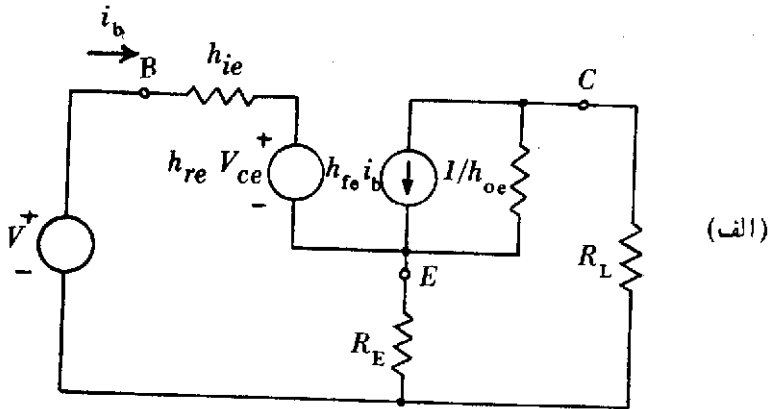 i_b
B
h_ie
C
+
h_re V_ce
-
h_fe i_b
1/h_oe
V
+
-
E
R_E
R_L
(الف)